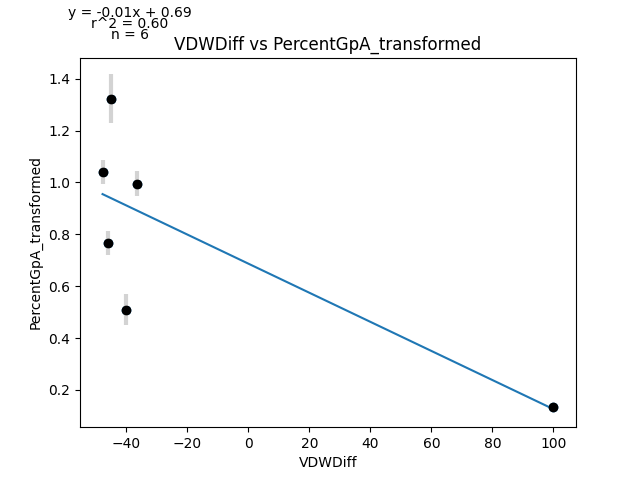 y = -0.01x + 0.69
r^2 = 0.60
n = 6
VDWDiff vs PercentGpA_transformed
PercentGpA_transformed
1.4
1.2
1.0
0.8
0.6
0.4
0.2
−40 −20 0 20 40 60 80 100
VDWDiff